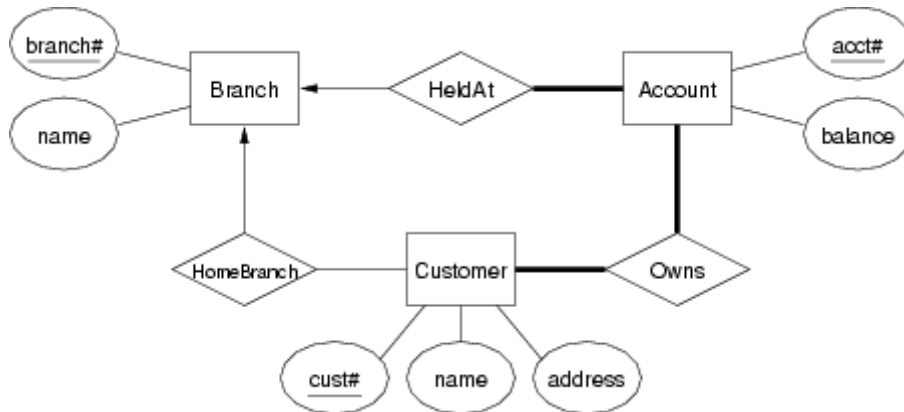 branch#
acct#
Branch
HeldAt
Account
name
balance
HomeBranch
Customer
Owns
cust#
name
address